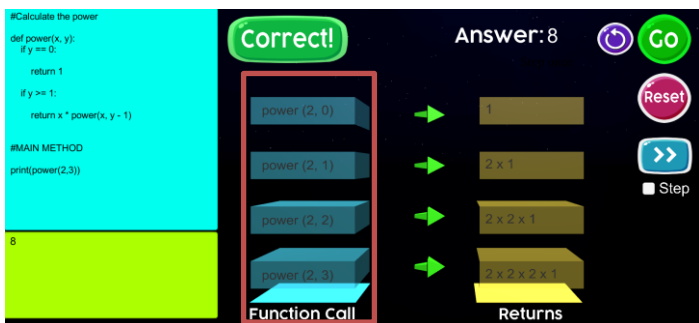 #Calculate the power
def power(x, y):
if y == 0:
return 1
if y >= 1:
return x * power(x, y - 1)
#MAIN METHOD
print(power(2,3))
8
Correct!
Answer:8
Go
power (2, 0)
1
Reset
power (2, 1)
2 x 1
>>
Step
power (2, 2)
2 x 2 x 1
power (2, 3)
2 x 2 x 2 x 1
Function Call
Returns